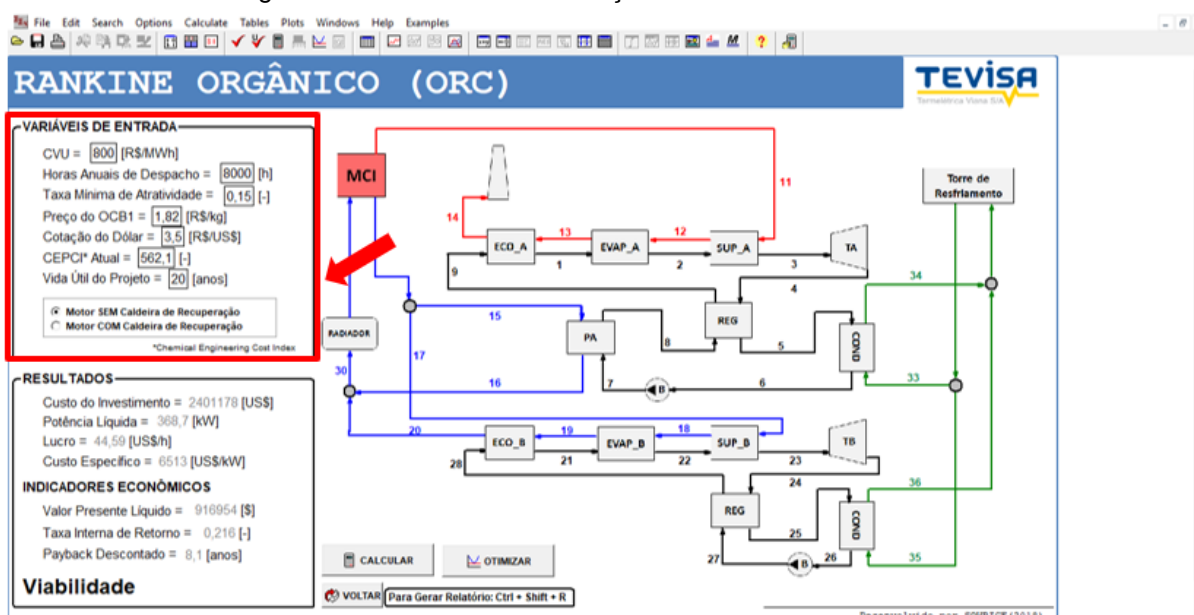 File Edit Search Options Calculate Tables Plots Windows Help Examples
RANKINE ORGÂNICO (ORC)
TEVISA
Termelétrica Viana S/A
VARIÁVEIS DE ENTRADA
CVU = 800 [R$/MWh]
Horas Anuais de Despacho = 8000 [h]
Taxa Mínima de Atratividade = 0,15 [-]
Preço do OCB1 = 1,82 [R$/kg]
Cotação do Dólar = 3,5 [R$/US$]
CEPCI* Atual = 562,1 [-]
Vida Útil do Projeto = 20 [anos]
Motor SEM Caldeira de Recuperação
Motor COM Caldeira de Recuperação
*Chemical Engineering Cost Index
RESULTADOS
Custo do Investimento = 2401178 [US$]
Potência Líquida = 368,7 [kW]
Lucro = 44,59 [US$/h]
Custo Específico = 6513 [US$/kW]
INDICADORES ECONÔMICOS
Valor Presente Líquido = 916954 [$]
Taxa Interna de Retorno = 0,216 [-]
Payback Descontado = 8,1 [anos]
Viabilidade
MCI
11
Torre de
Resfriamento
14
13
12
ECO_A
EVAP_A
SUP_A
TA
9
1
2
3
4
34
15
REG
PA
8
5
COND
RADIADOR
17
30
16
7
B
6
33
20
19
18
ECO_B
EVAP_B
SUP_B
TB
28
21
22
23
24
36
REG
25
COND
27
B
26
35
CALCULAR
OTIMIZAR
VOLTAR
Para Gerar Relatório: Ctrl + Shift + R